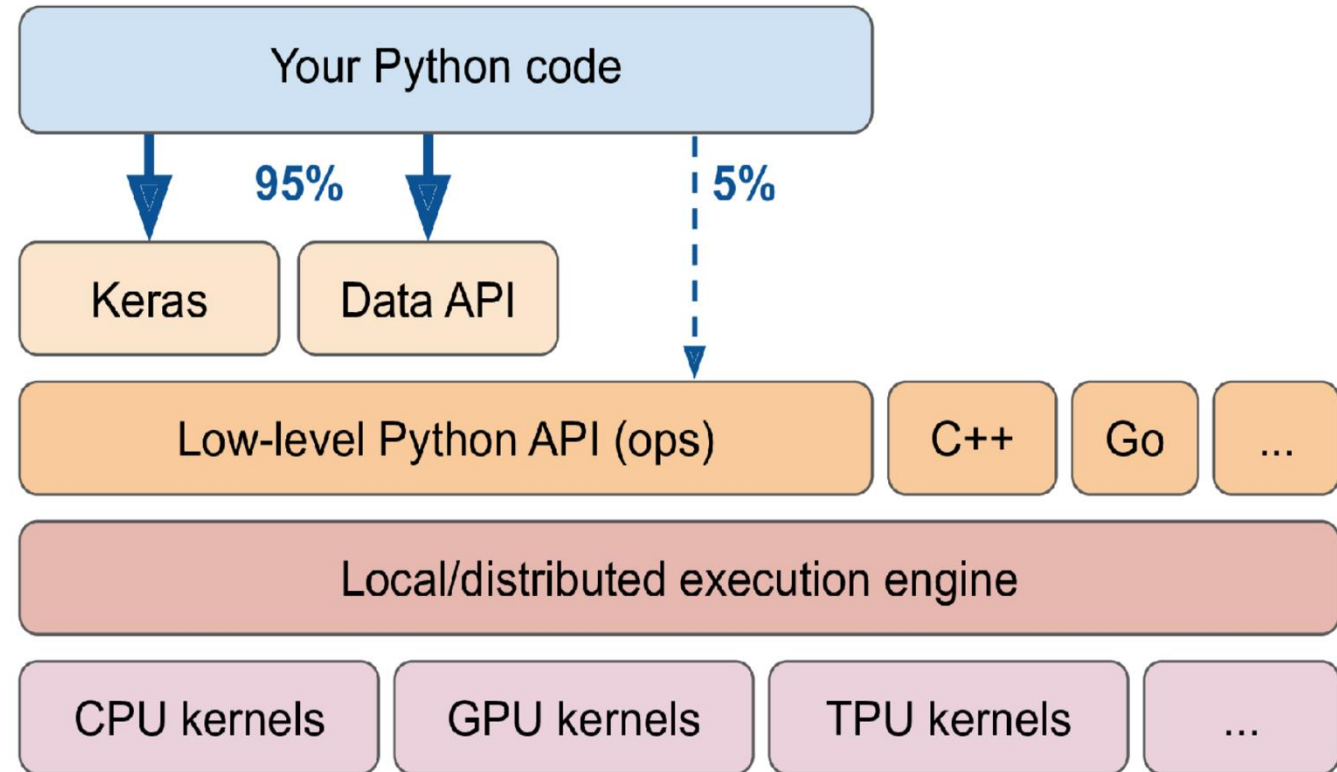 Your Python code
95%
5%
Keras
Data API
Low-level Python API (ops)
C++
Go
...
Local/distributed execution engine
CPU kernels
GPU kernels
TPU kernels
...